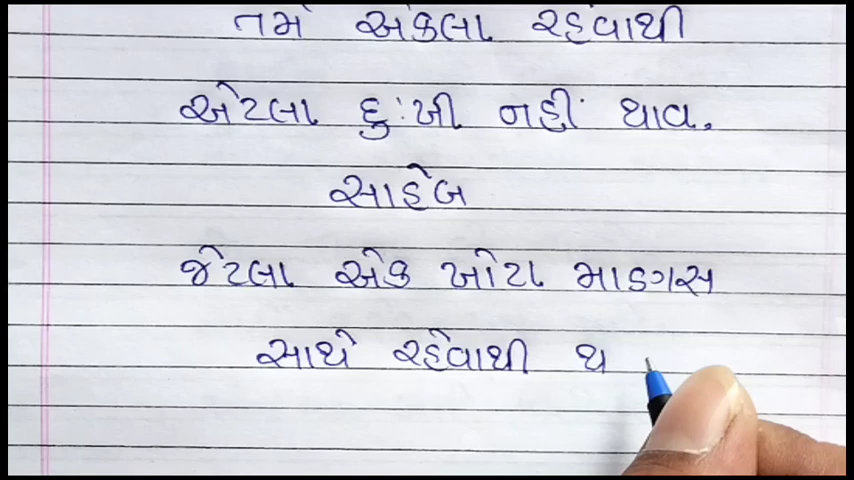 તમે એકલા રહેવાથી
એટલા દુઃખી નહીં થાવ.
સાહેબ
જેટલા એક ખોટા માણસ
સાથે રહેવાથી થ